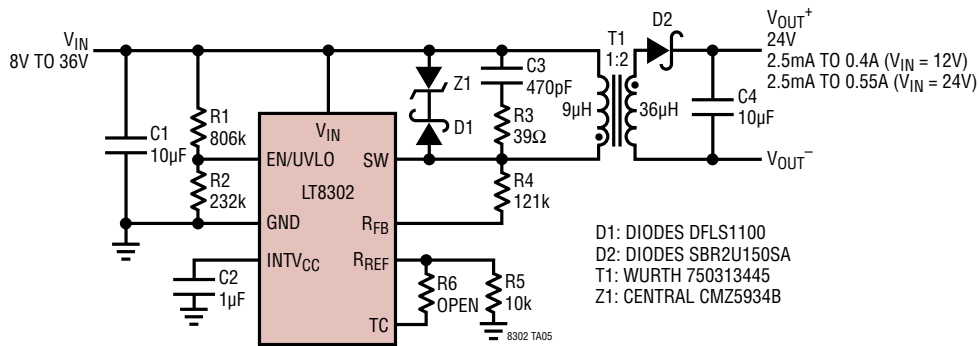 VIN
8V TO 36V
C1
10µF
R1
806k
R2
232k
VIN
EN/UVLO
LT8302
GND
INTVCC
SW
RFB
RREF
TC
C2
1µF
Z1
D1
C3
470pF
R3
39Ω
R4
121k
R6
OPEN
R5
10k
8302 TA05
T1
1:2
9µH
36µH
D2
C4
10µF
VOUT+
24V
2.5mA TO 0.4A (VIN = 12V)
2.5mA TO 0.55A (VIN = 24V)
VOUT–
D1: DIODES DFLS1100
D2: DIODES SBR2U150SA
T1: WURTH 750313445
Z1: CENTRAL CMZ5934B